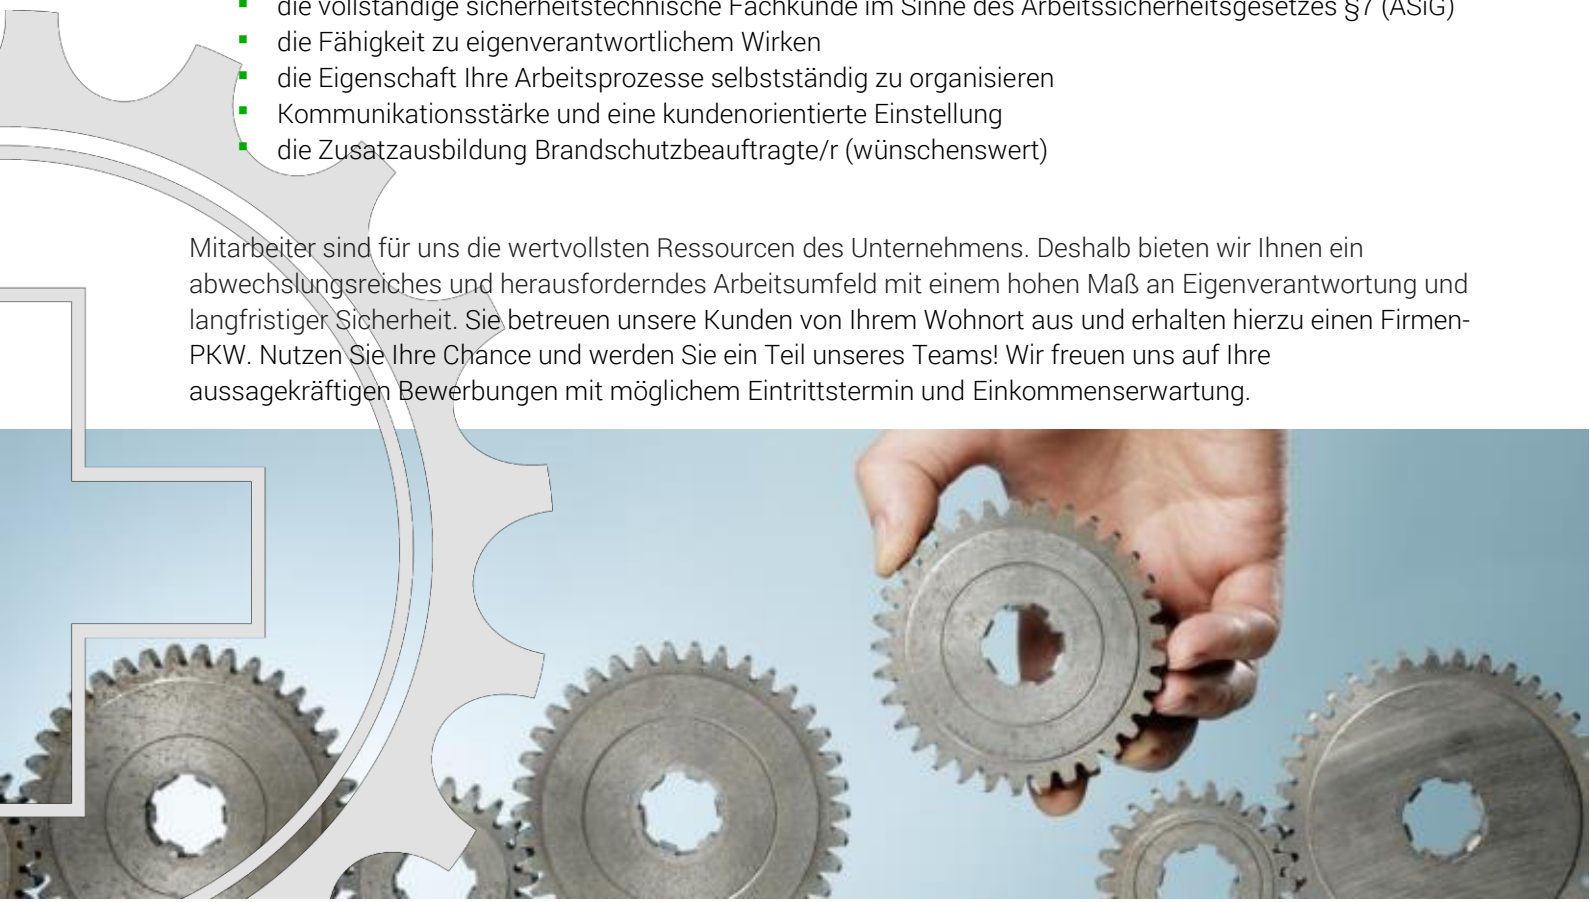 die vollständige sicherheitstechnische Fachkunde im Sinne des Arbeitssicherheitsgesetzes §7 (ASiG)
die Fähigkeit zu eigenverantwortlichem Wirken
die Eigenschaft Ihre Arbeitsprozesse selbstständig zu organisieren
Kommunikationsstärke und eine kundenorientierte Einstellung
die Zusatzausbildung Brandschutzbeauftragte/r (wünschenswert)
Mitarbeiter sind für uns die wertvollsten Ressourcen des Unternehmens. Deshalb bieten wir Ihnen ein
abwechslungsreiches und herausforderndes Arbeitsumfeld mit einem hohen Maß an Eigenverantwortung und
langfristiger Sicherheit. Sie betreuen unsere Kunden von Ihrem Wohnort aus und erhalten hierzu einen Firmen-
PKW. Nutzen Sie Ihre Chance und werden Sie ein Teil unseres Teams! Wir freuen uns auf Ihre
aussagekräftigen Bewerbungen mit möglichem Eintrittstermin und Einkommenserwartung.